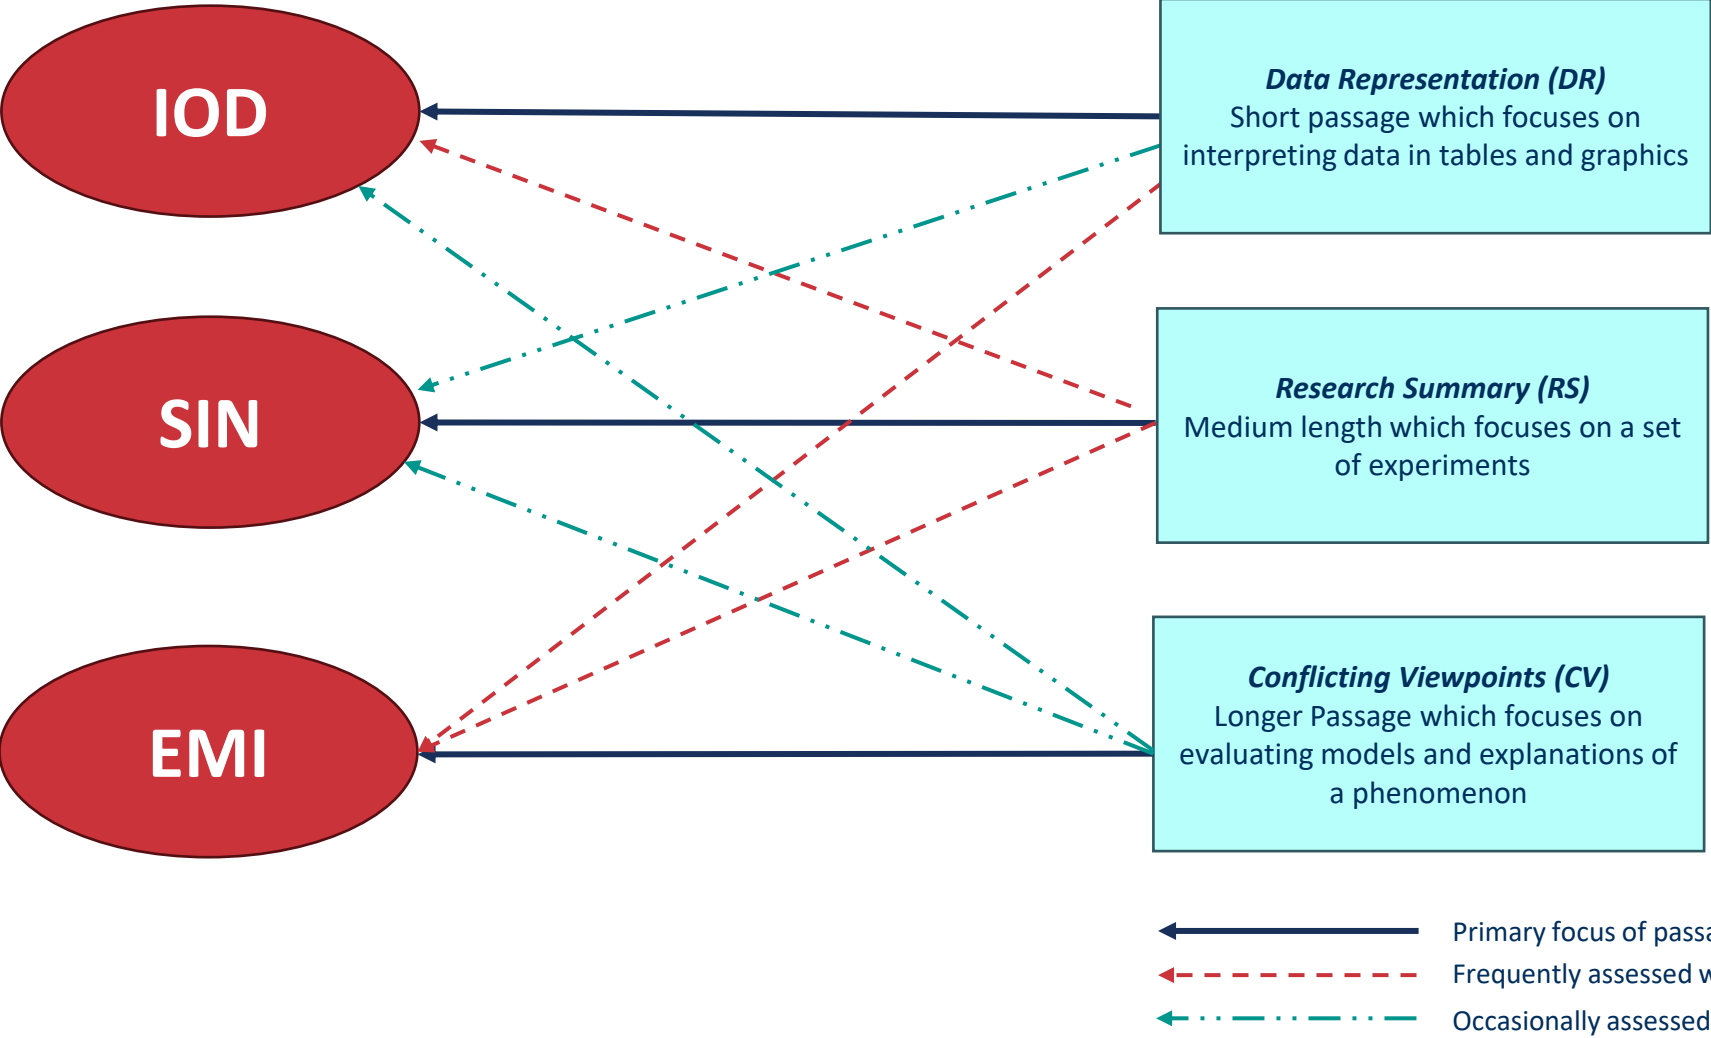 IOD
Data Representation (DR)
Short passage which focuses on
interpreting data in tables and graphics
SIN
Research Summary (RS)
Medium length which focuses on a set
of experiments
EMI
Conflicting Viewpoints (CV)
Longer Passage which focuses on
evaluating models and explanations of
a phenomenon
Primary focus of
Frequently assessed
Occasionally assessed